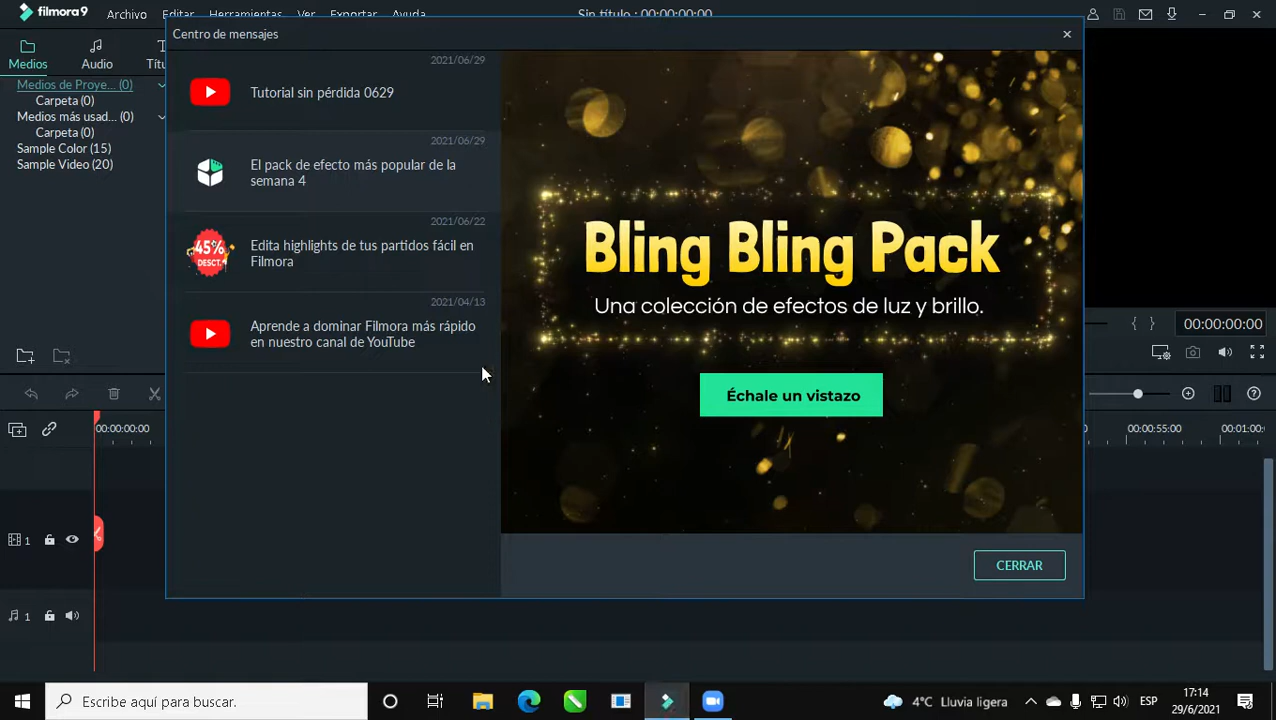 filmora9 Archivo Editar Herramientas Ver Exportar Ayuda Sin título : 00:00:00:00
Centro de mensajes
Medios
Audio
Medios de Proye... (0)
Carpeta (0)
Medios más usad... (0)
Carpeta (0)
Sample Color (15)
Sample Video (20)
2021/06/29
Tutorial sin pérdida 0629
2021/06/29
El pack de efecto más popular de la
semana 4
2021/06/22
45%
DESCT.
Edita highlights de tus partidos fácil en
Filmora
2021/04/13
Aprende a dominar Filmora más rápido
en nuestro canal de YouTube
Bling Bling Pack
Una colección de efectos de luz y brillo.
Échale un vistazo
CERRAR
00:00:00:00
00:00:00:00
00:00:55:00
1
1
Escribe aquí para buscar.
4°C Lluvia ligera
ESP
17:14
29/6/2021